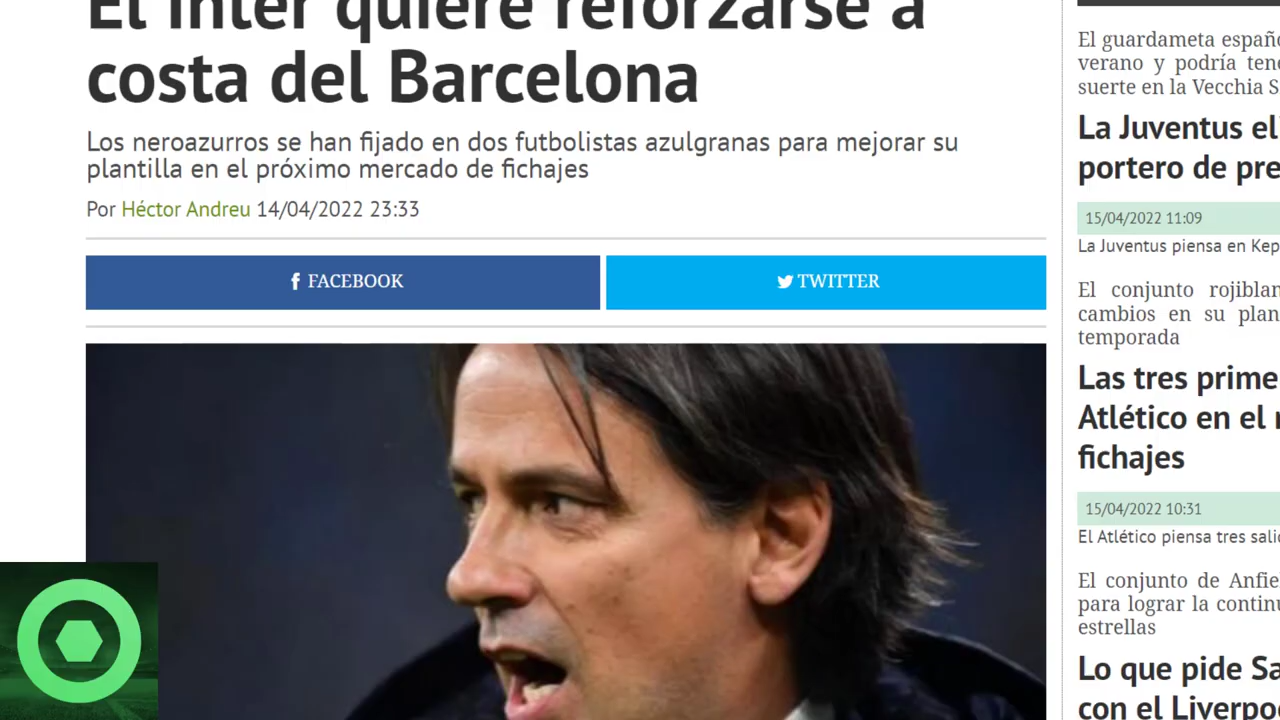 El Inter quiere reforzarse a
costa del Barcelona
Los neroazurros se han fijado en dos futbolistas azulgranas para mejorar su
plantilla en el próximo mercado de fichajes
Por Héctor Andreu 14/04/2022 23:33
FACEBOOK
TWITTER
El guardameta
verano y podría
suerte en la Vecchia
La Juventus
portero de
15/04/2022 11:09
La Juventus piensa en
El conjunto
cambios en su
temporada
Las tres
Atlético en el
fichajes
15/04/2022 10:31
El Atlético piensa tres
El conjunto de
para lograr la
estrellas
Lo que pide
con el